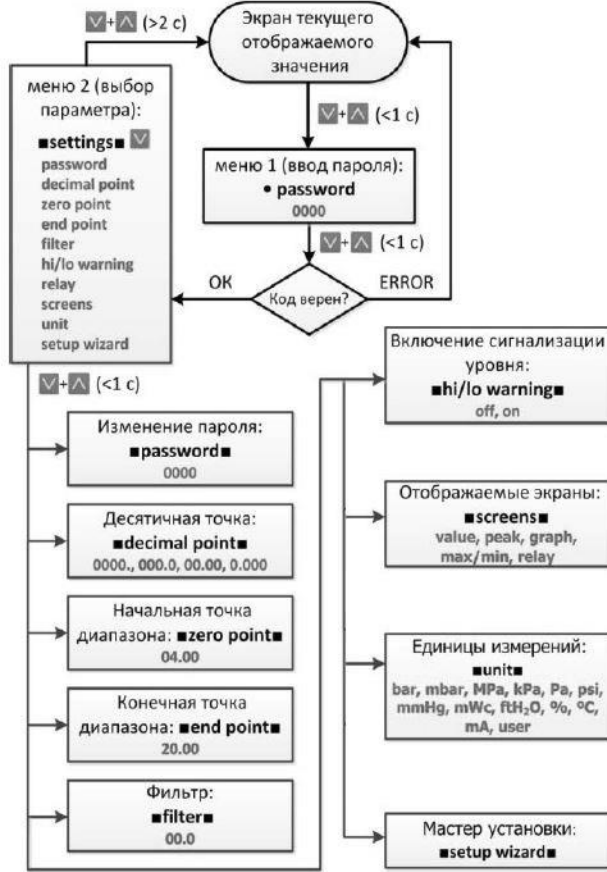 ∨+∧ (>2 с)
Экран текущего
отображаемого
значения
∨+∧ (<1 с)
меню 1 (ввод пароля):
• password
0000
∨+∧ (<1 с)
Код верен?
OK
ERROR
меню 2 (выбор
параметра):
■settings■ ∨
password
decimal point
zero point
end point
filter
hi/lo warning
relay
screens
unit
setup wizard
∨+∧ (<1 с)
Изменение пароля:
■password■
0000
Десятичная точка:
■decimal point■
0000., 000.0, 00.00, 0.000
Начальная точка
диапазона: ■zero point■
04.00
Конечная точка
диапазона: ■end point■
20.00
Фильтр:
■filter■
00.0
Включение сигнализации
уровня:
■hi/lo warning■
off, on
Отображаемые экраны:
■screens■
value, peak, graph,
max/min, relay
Единицы измерений:
■unit■
bar, mbar, MPa, kPa, Pa, psi,
mmHg, mWc, ftH₂O, %, ºC,
mA, user
Мастер установки:
■setup wizard■